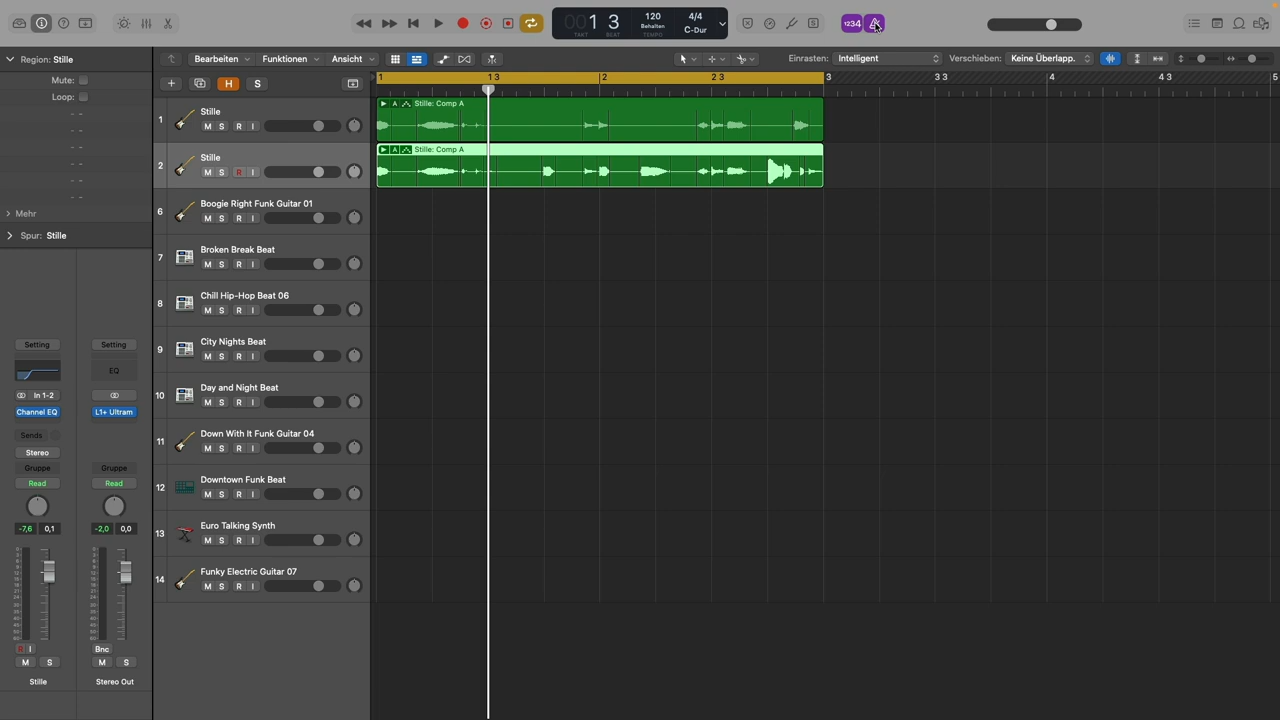 001 3
TAKT BEAT
120
Behalten
TEMPO
4/4
C-Dur
1234
S
Region: Stille
Mute:
Loop:
Mehr
Spur: Stille
Bearbeiten Funktionen Ansicht
Einrasten: Intelligent Verschieben: Keine Überlapp.
H S
1 1 3 2 2 3 3 3 3 4 4 3 5
1 Stille
M S R I
A Stille: Comp A
2 Stille
M S R I
A Stille: Comp A
6 Boogie Right Funk Guitar 01
M S R I
7 Broken Break Beat
M S R I
8 Chill Hip-Hop Beat 06
M S R I
9 City Nights Beat
M S R I
10 Day and Night Beat
M S R I
11 Down With It Funk Guitar 04
M S R I
12 Downtown Funk Beat
M S R I
13 Euro Talking Synth
M S R I
14 Funky Electric Guitar 07
M S R I
Setting Setting
EQ
In 1-2
Channel EQ L1+ Ultram
Sends
Stereo
Gruppe Gruppe
Read Read
-7,6 0,1 -2,0 0,0
R I Bnc
M S M S
Stille Stereo Out